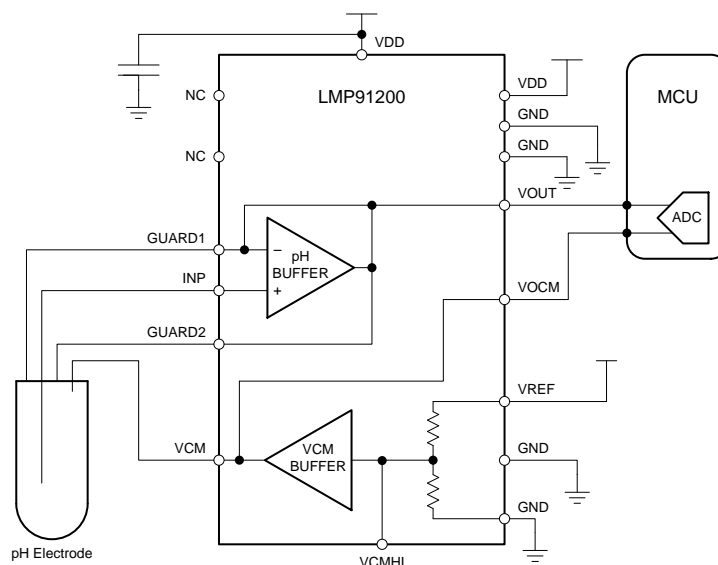 VDD
NC
LMP91200
VDD
MCU
GND
NC
GND
VOUT
ADC
GUARD1
−
pH
BUFFER
INP
+
VOCM
GUARD2
VREF
VCM
VCM
BUFFER
GND
GND
pH Electrode
VCMHI